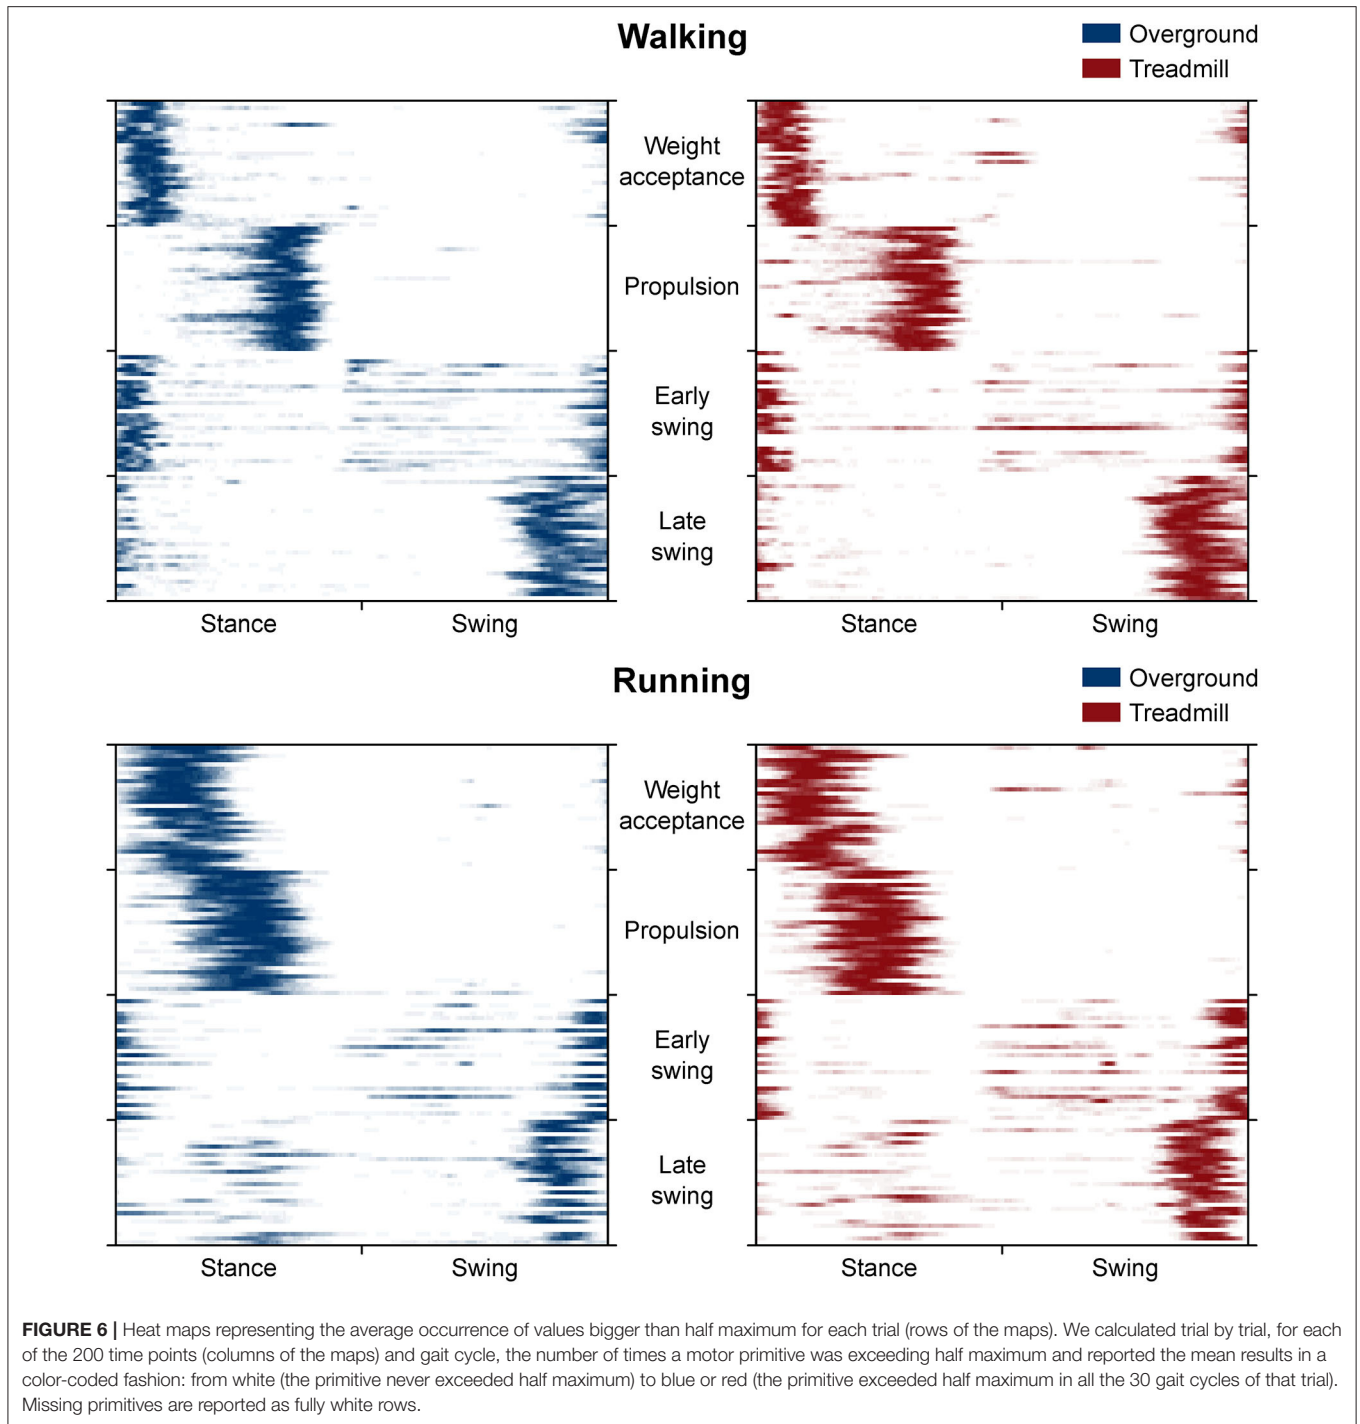 Walking
Overground
Treadmill
Weight
acceptance
Propulsion
Early
swing
Late
swing
Stance
Swing
Stance
Swing
Running
Overground
Treadmill
Weight
acceptance
Propulsion
Early
swing
Late
swing
Stance
Swing
Stance
Swing
FIGURE 6 | Heat maps representing the average occurrence of values bigger than half maximum for each trial (rows of the maps). We calculated trial by trial, for each
of the 200 time points (columns of the maps) and gait cycle, the number of times a motor primitive was exceeding half maximum and reported the mean results in a
color-coded fashion: from white (the primitive never exceeded half maximum) to blue or red (the primitive exceeded half maximum in all the 30 gait cycles of that trial).
Missing primitives are reported as fully white rows.